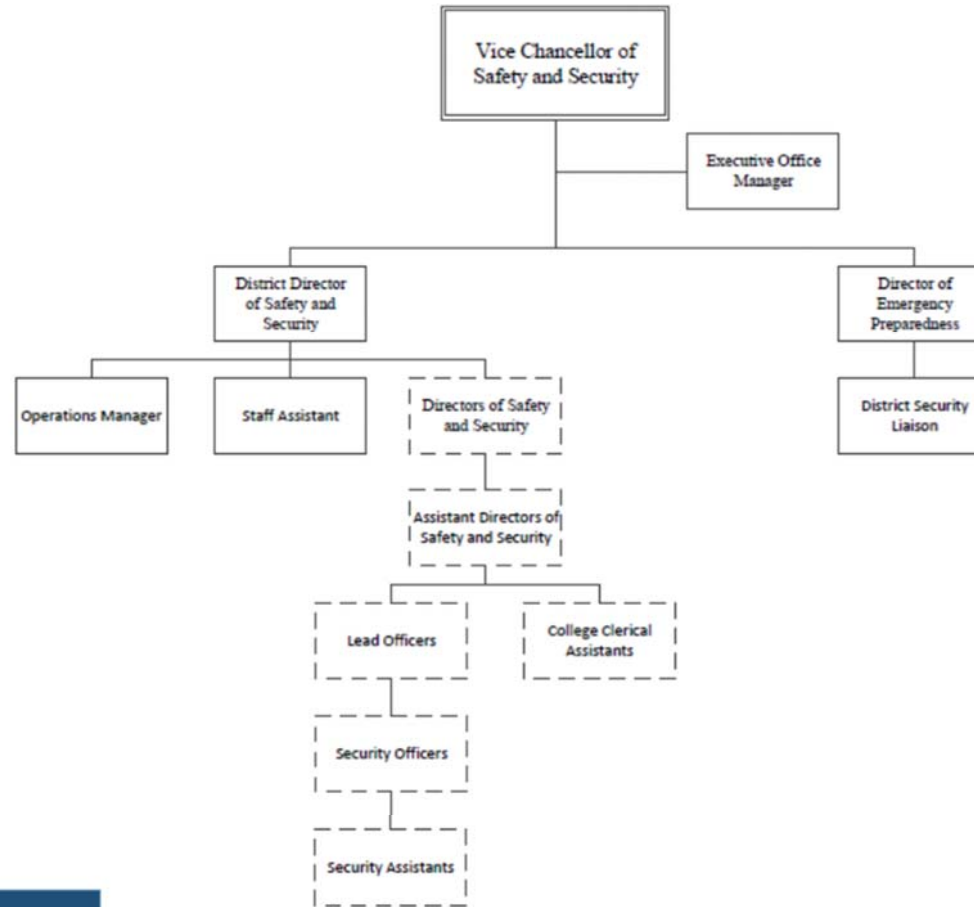 Vice Chancellor of
Safety and Security
Executive Office
Manager
District Director
of Safety and
Security
Director of
Emergency
Preparedness
Operations Manager
Staff Assistant
Directors of Safety
and Security
District Security
Liaison
Assistant Directors of
Safety and Security
Lead Officers
College Clerical
Assistants
Security Officers
Security Assistants